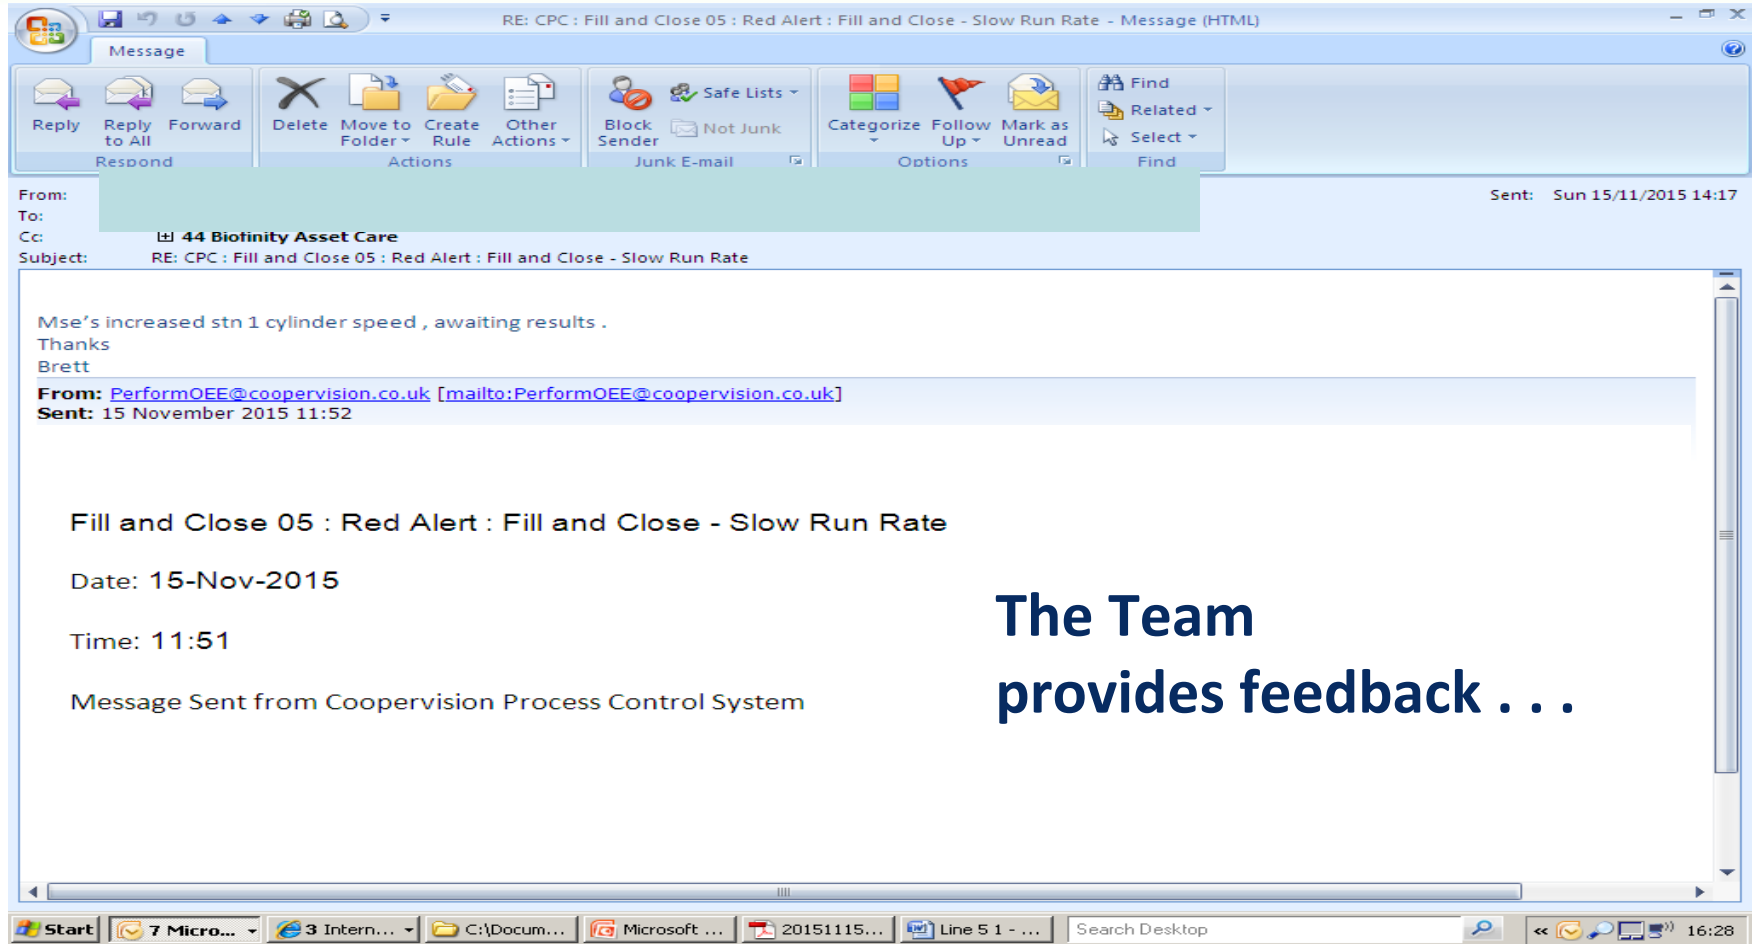 RE: CPC : Fill and Close 05 : Red Alert : Fill and Close - Slow Run Rate - Message (HTML)
Message
Reply
Reply to All
Forward
Respond
Delete
Move to Folder
Create Rule
Other Actions
Actions
Block Sender
Safe Lists
Not Junk
Junk E-mail
Categorize
Follow Up
Mark as Unread
Options
Find
Related
Select
Find
From:
Sent: Sun 15/11/2015 14:17
To:
Cc: 44 Biofinity Asset Care
Subject: RE: CPC : Fill and Close 05 : Red Alert : Fill and Close - Slow Run Rate
Mse's increased stn 1 cylinder speed , awaiting results .
Thanks
Brett
From: PerformOEE@coopervision.co.uk [mailto:PerformOEE@coopervision.co.uk]
Sent: 15 November 2015 11:52
Fill and Close 05 : Red Alert : Fill and Close - Slow Run Rate
Date: 15-Nov-2015
Time: 11:51
Message Sent from Coopervision Process Control System
The Team
provides feedback . . .
Start
7 Micro...
3 Intern...
C:\Docum...
Microsoft ...
20151115...
Line 5 1 - ...
Search Desktop
16:28